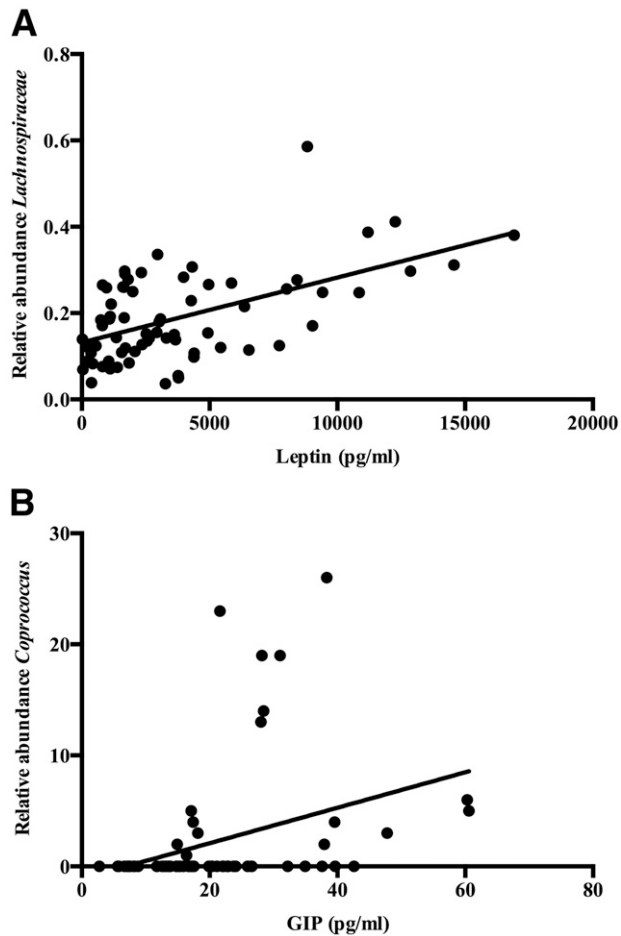 A
0.8
0.6
0.4
0.2
0.0
Relative abundance Lachnospiraceae
0 5000 10000 15000 20000
Leptin (pg/ml)
B
30
20
10
0
Relative abundance Coprococcus
0 20 40 60 80
GIP (pg/ml)